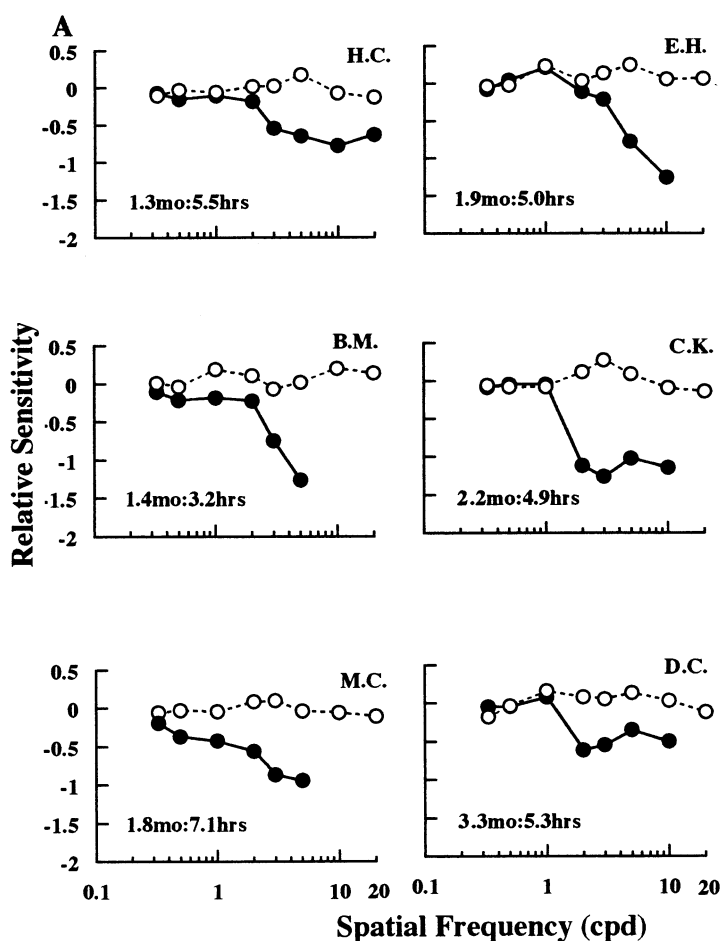 A
H.C.
E.H.
0.5
0
-0.5
-1
-1.5
-2
1.3mo:5.5hrs
1.9mo:5.0hrs
B.M.
C.K.
0.5
0
-0.5
-1
-1.5
-2
1.4mo:3.2hrs
2.2mo:4.9hrs
M.C.
D.C.
0.5
0
-0.5
-1
-1.5
-2
1.8mo:7.1hrs
3.3mo:5.3hrs
0.1
1
10
20
0.1
1
10
20
Relative Sensitivity
Spatial Frequency (cpd)